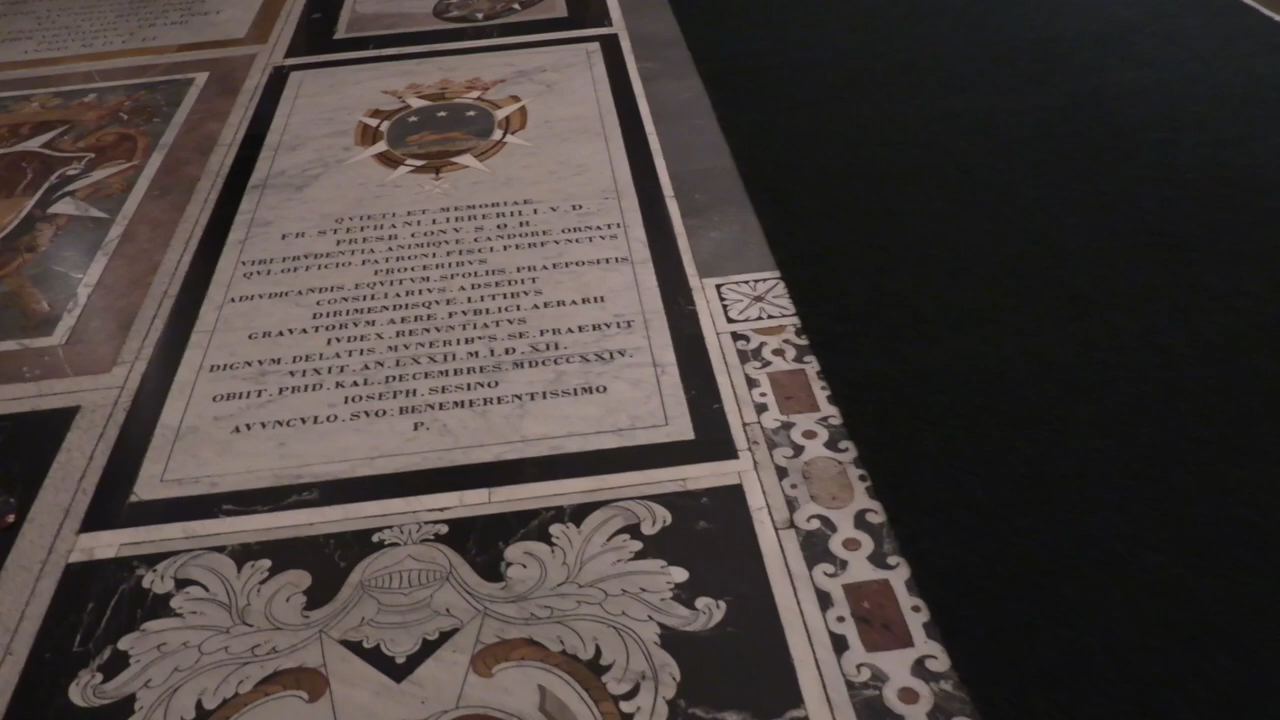 QVIETI.ET.MEMORIAE
FR.STEPHANI.LIBRERII.I.V.D.
PRESB.CONV.S.O.H.
VIRI.PRVDENTIA.ANIMIQVE.CANDORE.ORNATI
QVI.OFFICIO.PATRONI.FISCI.PERFVNCTVS
PROCERIBVS
ADIVDICANDIS.EQVITVM.SPOLIIS.PRAEPOSITIS
CONSILIARIVS.ADSEDIT
DIRIMENDISQVE.LITIBVS
GRAVATORVM.AERE.PVBLICI.AERARII
IVDEX.RENVNTIATVS
DIGNVM.DELATIS.MVNERIBVS.SE.PRAEBVIT
VIXIT.AN.LXXII.M.I.D.XII.
OBIIT.PRID.KAL.DECEMBRES.MDCCCXXIV.
IOSEPH.SESINO
AVVNCVLO.SVO:BENEMERENTISSIMO
P.